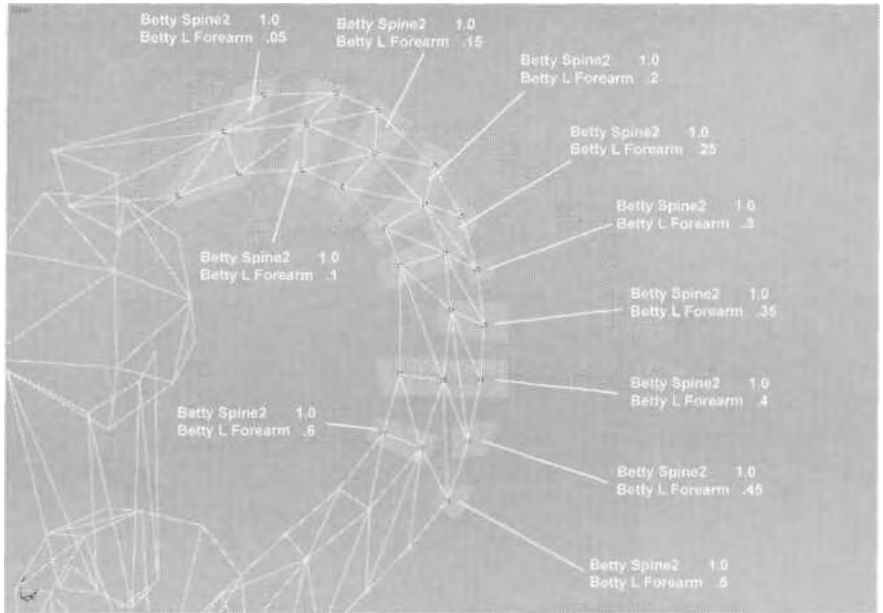 Betty Spine2 1.0
Betty L Forearm .05
Betty Spine2 1.0
Betty L Forearm .15
Betty Spine2 1.0
Betty L Forearm .2
Betty Spine2 1.0
Betty L Forearm .25
Betty Spine2 1.0
Betty L Forearm .3
Betty Spine2 1.0
Betty L Forearm .1
Betty Spine2 1.0
Betty L Forearm .35
Betty Spine2 1.0
Betty L Forearm .4
Betty Spine2 1.0
Betty L Forearm .6
Betty Spine2 1.0
Betty L Forearm .45
Betty Spine2 1.0
Betty L Forearm .5